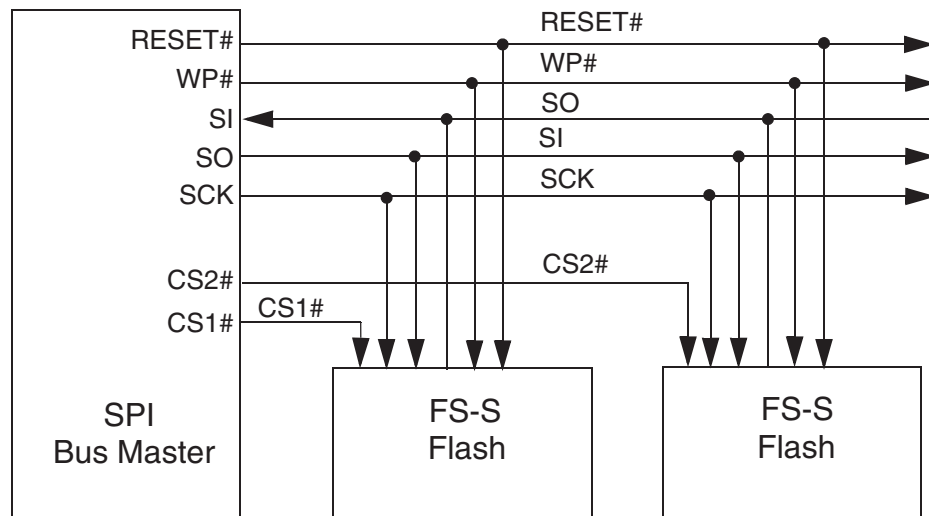 RESET#
RESET#
WP#
WP#
SI
SO
SO
SI
SCK
SCK
CS2#
CS2#
CS1#
CS1#
SPI
Bus Master
FS-S
Flash
FS-S
Flash